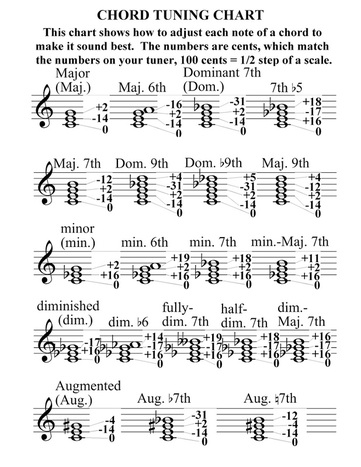 CHORD TUNING CHART
This chart shows how to adjust each note of a chord to
make it sound best. The numbers are cents, which match
the numbers on your tuner, 100 cents = 1/2 step of a scale.
Major
(Maj.)
Maj. 6th
Dominant 7th
(Dom.)
7th ♭5
+2
-14
0
-16
+2
-14
0
-31
+2
-14
0
+18
-17
-16
0
Maj. 7th
Dom. 9th
Dom. ♭9th
Maj. 9th
-12
+2
-14
0
+4
-31
+2
-14
0
+5
+2
-14
0
+4
-12
+2
-14
0
minor
(min.)
min. 6th
min. 7th
min.-Maj. 7th
+2
+16
0
+19
+2
+16
0
+18
+2
+16
0
+11
+2
+16
0
diminished
(dim.)
dim. ♭6
fully-
dim. 7th
half-
dim. 7th
dim.-
Maj. 7th
-17
+16
0
+14
-17
+16
0
+19
-17
+16
0
+18
-17
+16
0
+16
-17
+16
0
Augmented
(Aug.)
Aug. ♭7th
Aug. ♮7th
-4
-14
0
-31
+2
-14
0
-4
-14
0